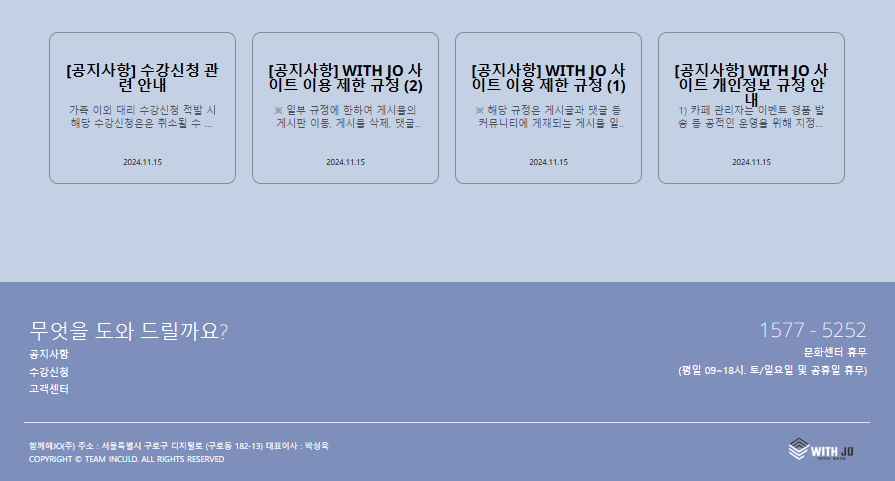 [공지사항] 수강신청 관
련 안내
가족 이외 대리 수강신청 적발 시
해당 수강신청은은 취소될 수 ...
2024.11.15
[공지사항] WITH JO 사
이트 이용 제한 규정 (2)
※ 일부 규정에 한하여 게시물의
게시판 이동, 게시물 삭제, 댓글...
2024.11.15
[공지사항] WITH JO 사
이트 이용 제한 규정 (1)
※ 해당 규정은 게시글과 댓글 등
커뮤니티에 게재되는 게시물 일..
2024.11.15
[공지사항] WITH JO 사
이트 개인정보 규정 안
내
1) 카페 관리자는 이벤트 경품 발
송 등 공적인 운영을 위해 지정...
2024.11.15
무엇을 도와 드릴까요?
공지사항
수강신청
고객센터
1577 - 5252
문화센터 휴무
(평일 09~18시. 토/일요일 및 공휴일 휴무)
함께해JO(주) 주소 : 서울특별시 구로구 디지털로 (구로동 182-13) 대표이사 : 박성욱
COPYRIGHT © TEAM INCULD. ALL RIGHTS RESERVED
WITH JO